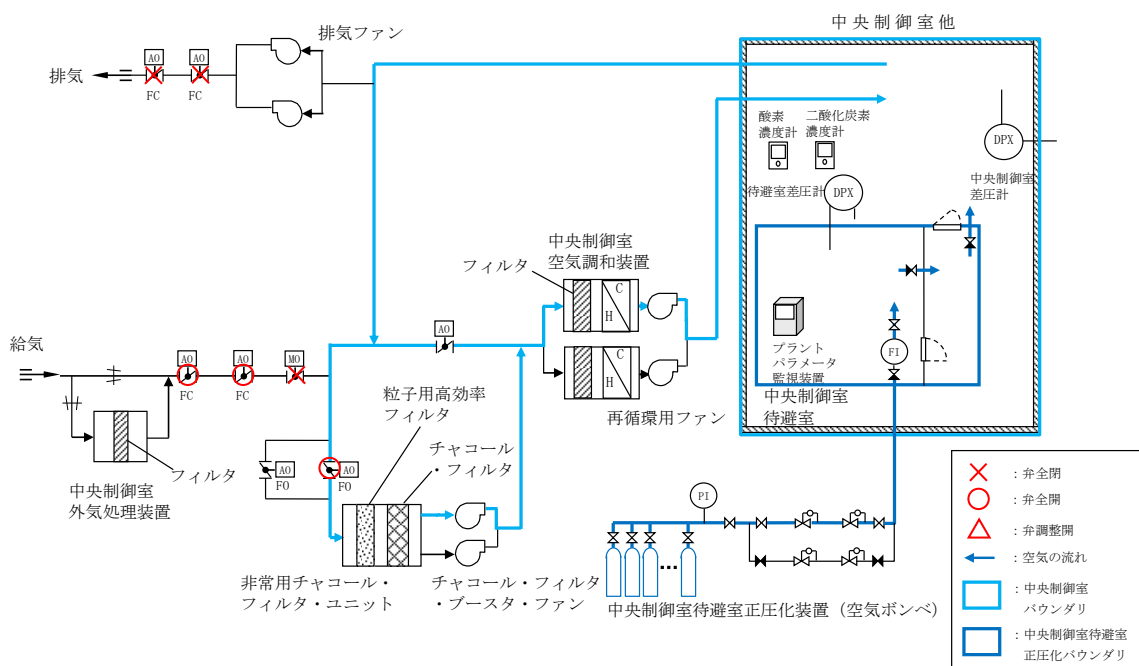 中央制御室他
排気ファン
排気
AO
AO
FC
FC
酸素
濃度計
二酸化炭素
濃度計
DPX
中央制御室
差圧計
待避室差圧計
DPX
中央制御室
空気調和装置
フィルタ
C
H
C
H
再循環用ファン
給気
AO
AO
MO
FC
FC
AO
フィルタ
中央制御室
外気処理装置
粒子用高効率
フィルタ
チャコール
・フィルタ
AO
FO
AO
FO
非常用チャコール・
フィルタ・ユニット
チャコール・フィルタ
・ブースタ・ファン
プラント
パラメータ
監視装置
FI
中央制御室
待避室
PI
中央制御室待避室正圧化装置（空気ボンベ）
：弁全閉
：弁全開
：弁調整開
：空気の流れ
：中央制御室
バウンダリ
：中央制御室待避室
正圧化バウンダリ